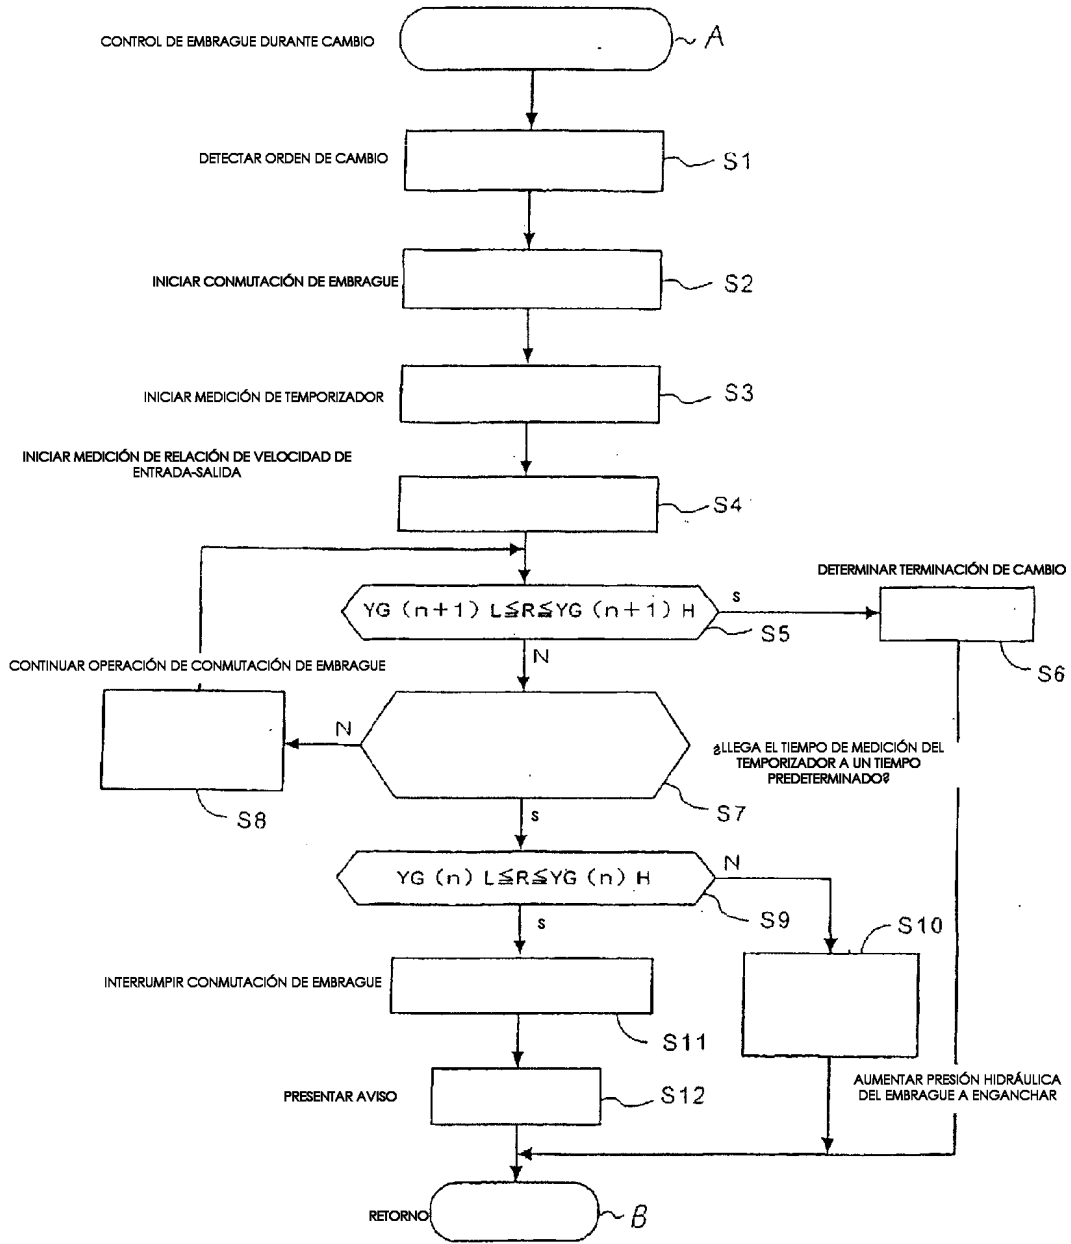 CONTROL DE EMBRAGUE DURANTE CAMBIO
A
DETECTAR ORDEN DE CAMBIO
S1
INICIAR CONMUTACIÓN DE EMBRAGUE
S2
INICIAR MEDICIÓN DE TEMPORIZADOR
S3
INICIAR MEDICIÓN DE RELACIÓN DE VELOCIDAD DE
ENTRADA-SALIDA
S4
DETERMINAR TERMINACIÓN DE CAMBIO
YG (n+1) L≦R≦YG (n+1) H
s
S5
S6
N
CONTINUAR OPERACIÓN DE CONMUTACIÓN DE EMBRAGUE
N
¿LLEGA EL TIEMPO DE MEDICIÓN DEL
TEMPORIZADOR A UN TIEMPO
PREDETERMINADO?
S8
S7
s
YG (n) L≦R≦YG (n) H
N
S9
s
S10
INTERRUMPIR CONMUTACIÓN DE EMBRAGUE
S11
AUMENTAR PRESIÓN HIDRÁULICA
DEL EMBRAGUE A ENGANCHAR
PRESENTAR AVISO
S12
RETORNO
B